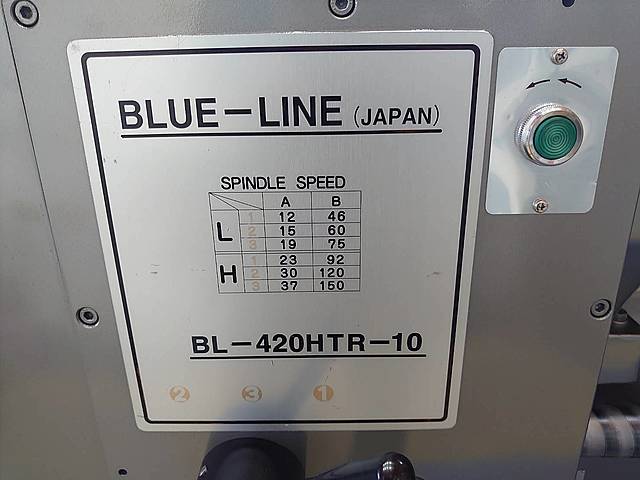 BLUE-LINE (JAPAN)
SPINDLE SPEED
A B
L 1 12 46
2 15 60
3 19 75
H 1 23 92
2 30 120
3 37 150
BL-420HTR-10
2 3 1